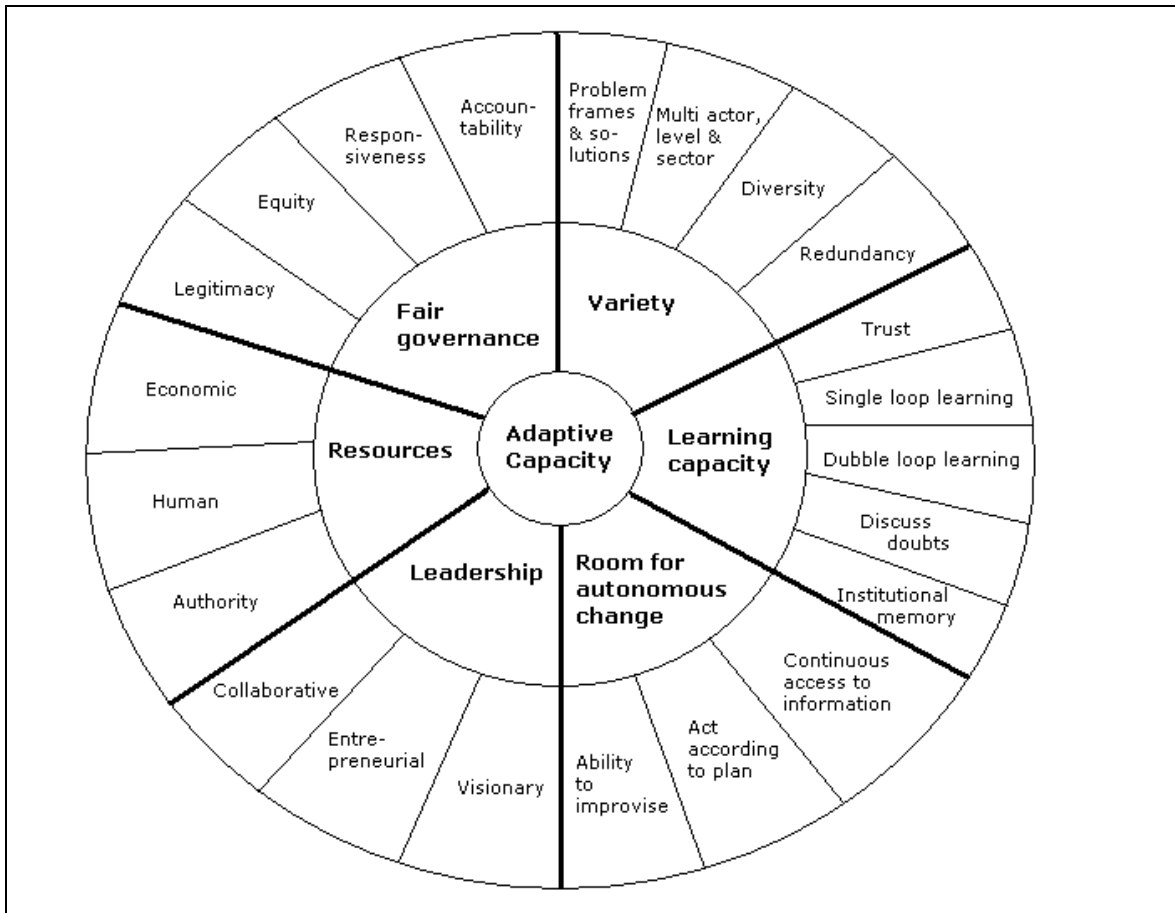 Adaptive
Capacity
Variety
Problem
frames
& so-
lutions
Multi actor,
level &
sector
Diversity
Redundancy
Learning
capacity
Trust
Single loop learning
Dubble loop learning
Discuss
doubts
Institutional
memory
Room for
autonomous
change
Continuous
access to
information
Act
according
to plan
Ability
to
improvise
Leadership
Visionary
Entre-
preneurial
Collaborative
Resources
Authority
Human
Economic
Fair
governance
Legitimacy
Equity
Respon-
siveness
Accoun-
tability